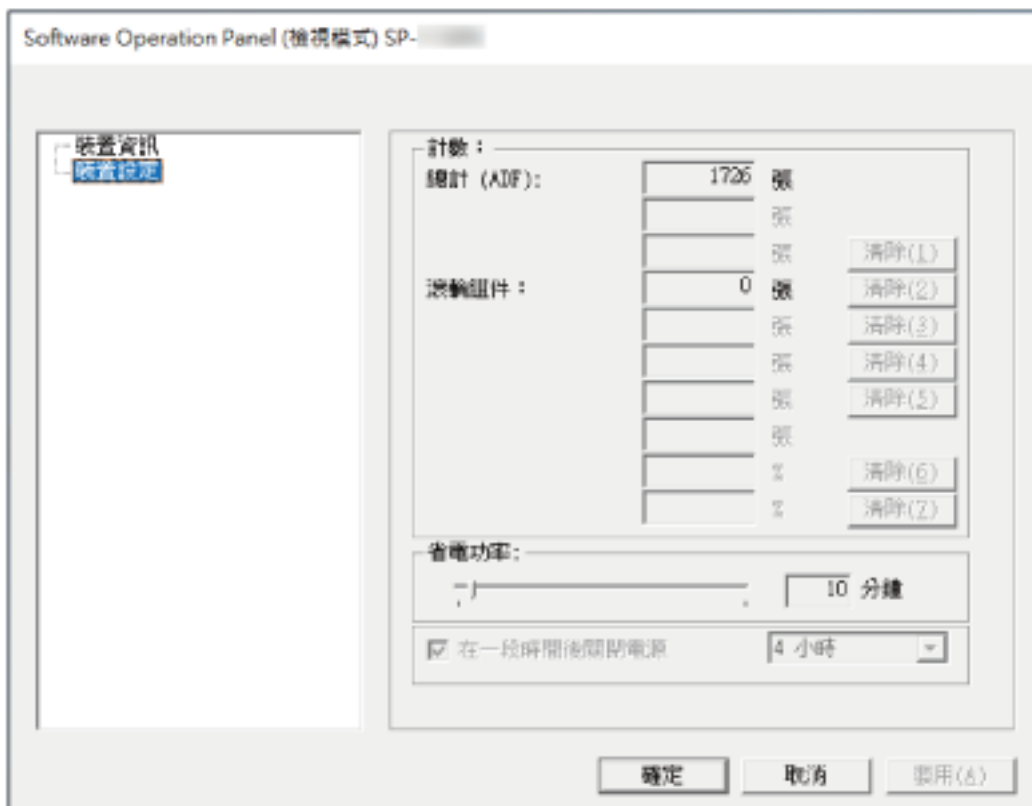 Software Operation Panel (檢視模式) SP-
裝置資訊
裝置設定
計數：
總計 (ADF): 1726 張
張
張 清除(1)
滾輪組件： 0 張 清除(2)
張 清除(3)
張 清除(4)
張 清除(5)
張
% 清除(6)
% 清除(7)
省電功率:
10 分鐘
在一段時間後關閉電源 4 小時
確定 取消 套用(A)